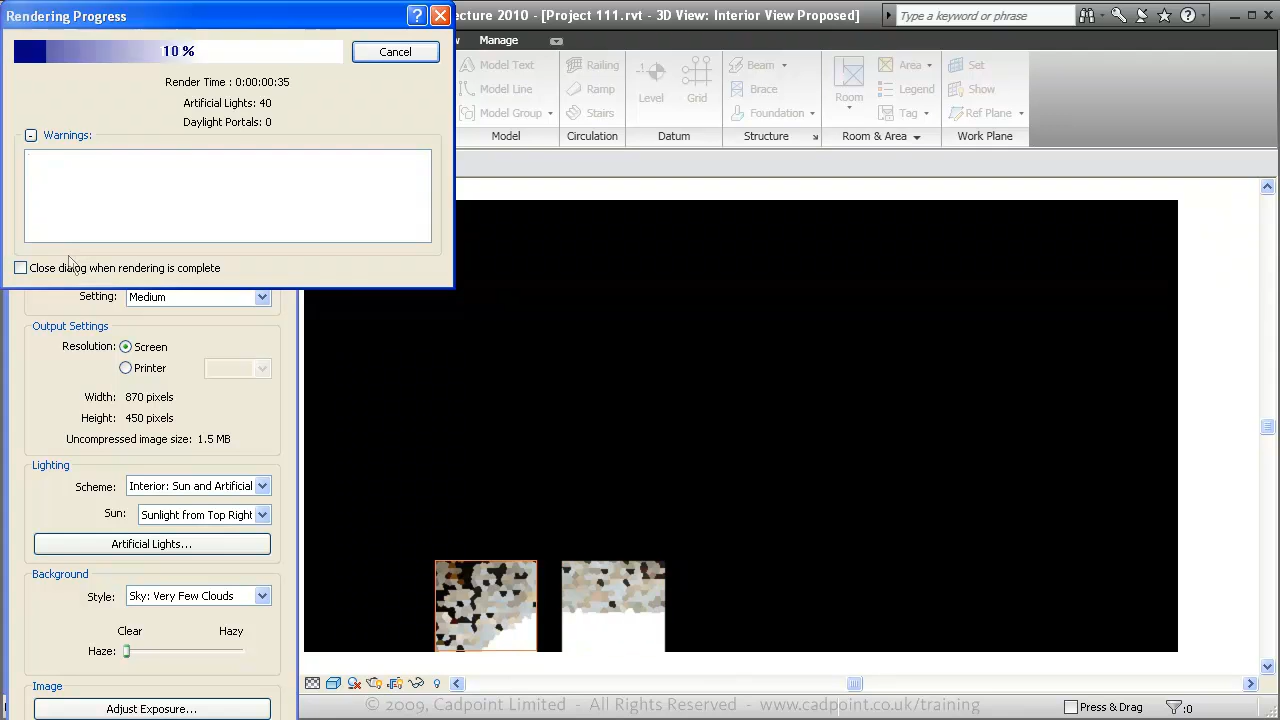 Rendering Progress
ecture 2010 - [Project 111.rvt - 3D View: Interior View Proposed]
Type a keyword or phrase
10 %
Cancel
Manage
Render Time : 0:00:00:35
Artificial Lights: 40
Daylight Portals:
Warnings:
Close dialog when rendering is complete
Model Text
Model Line
Model Group
Model
Railing
Ramp
Stairs
Circulation
Level
Grid
Datum
Beam
Brace
Foundation
Structure
Room
Area
Legend
Tag
Room & Area
Set
Show
Ref Plane
Work Plane
Setting: Medium
Output Settings
Resolution: Screen
Printer
Width: 870 pixels
Height: 450 pixels
Uncompressed image size: 1.5 MB
Lighting
Scheme: Interior: Sun and Artificial
Sun: Sunlight from Top Right
Artificial Lights...
Background
Style: Sky: Very Few Clouds
Clear Hazy
Haze:
Image
Adjust Exposure...
© 2009, Cadpoint Limited - All Rights Reserved - www.cadpoint.co.uk/training
Press & Drag
:0